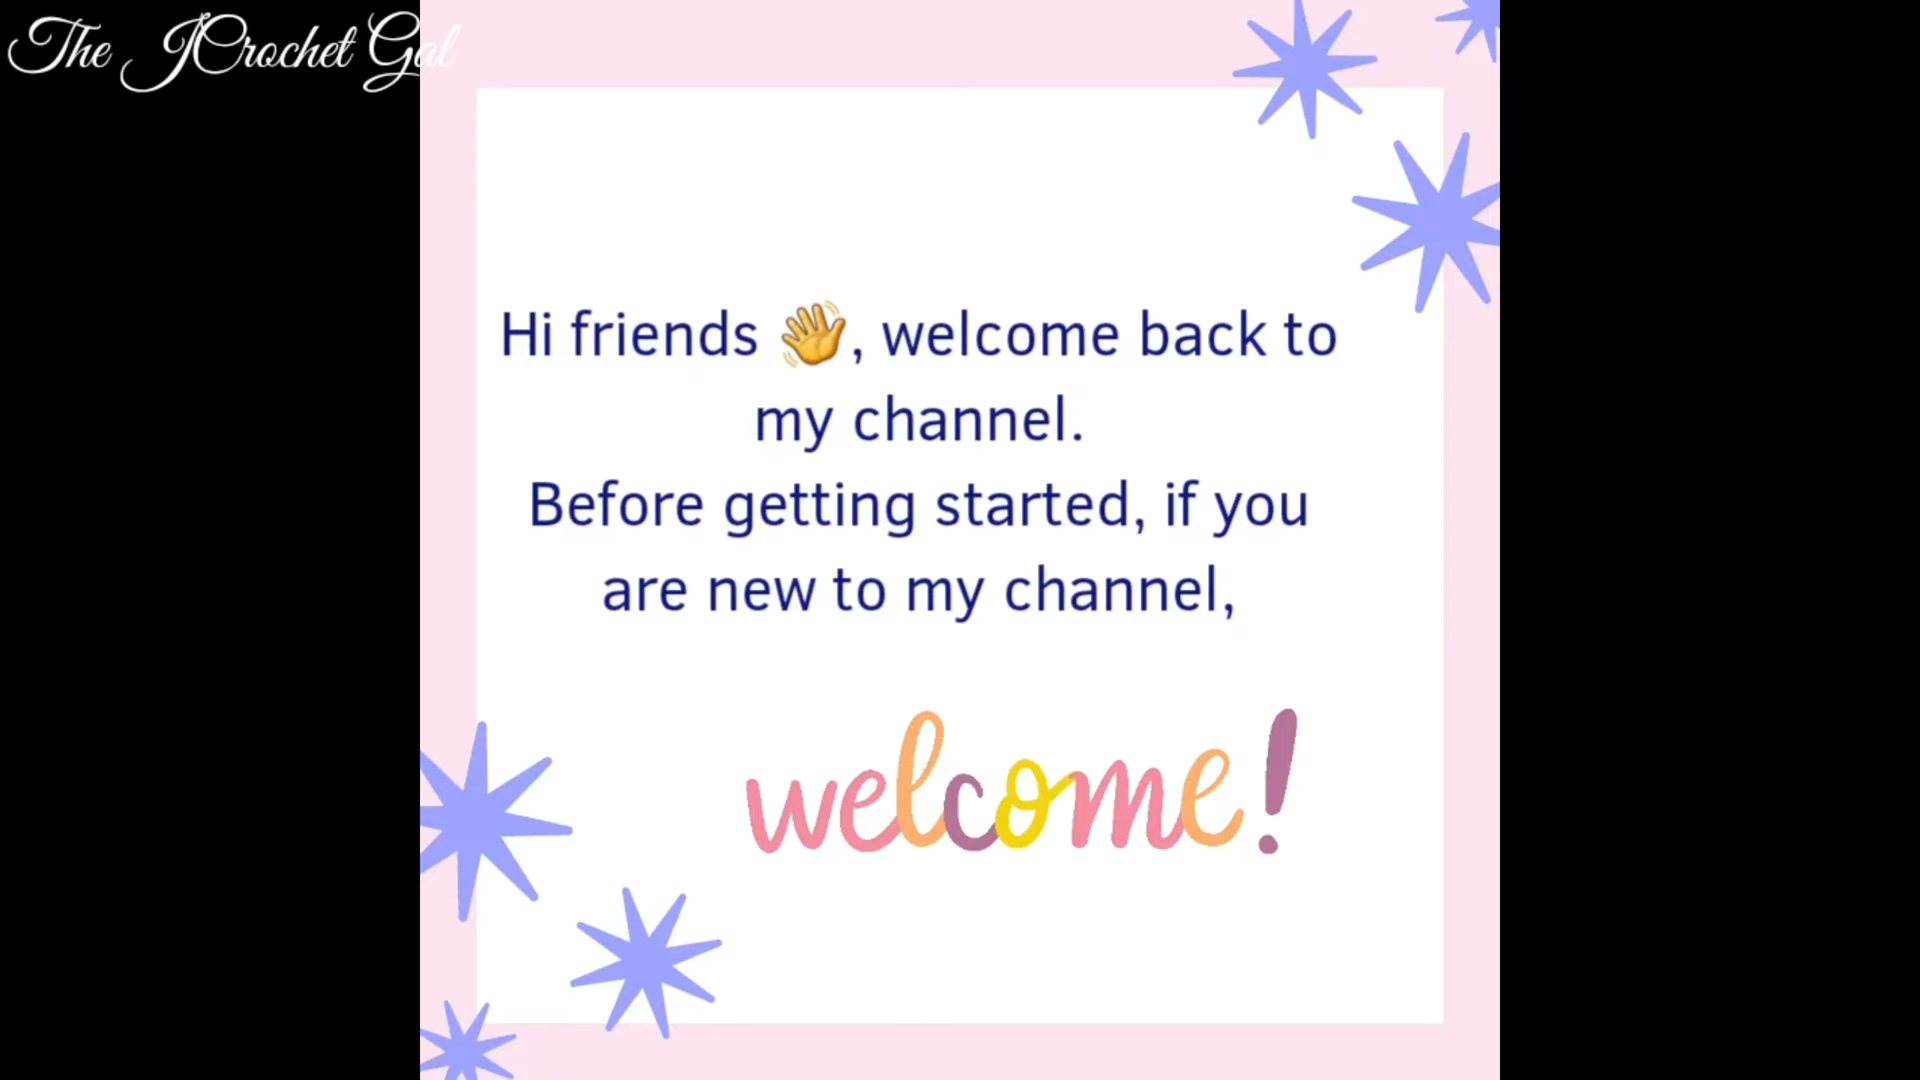 The JCrochet Gal
Hi friends 👋, welcome back to
my channel.
Before getting started, if you
are new to my channel,
welcome!